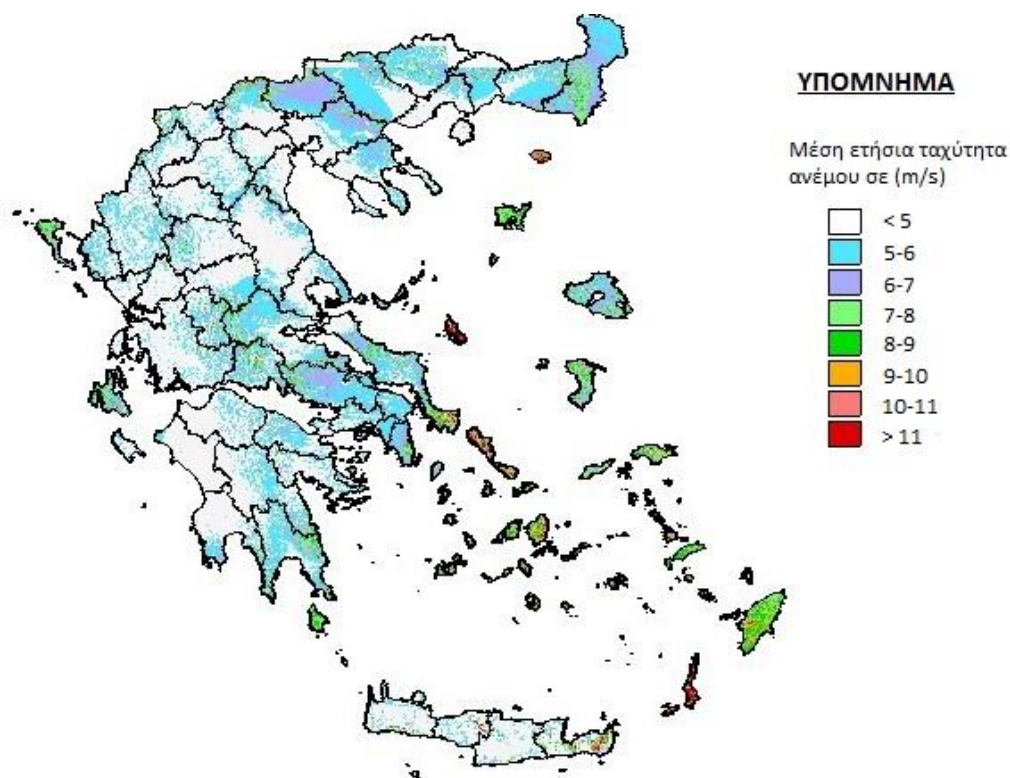 ΥΠΟΜΝΗΜΑ
Μέση ετήσια ταχύτητα
ανέμου σε (m/s)
< 5
5-6
6-7
7-8
8-9
9-10
10-11
> 11